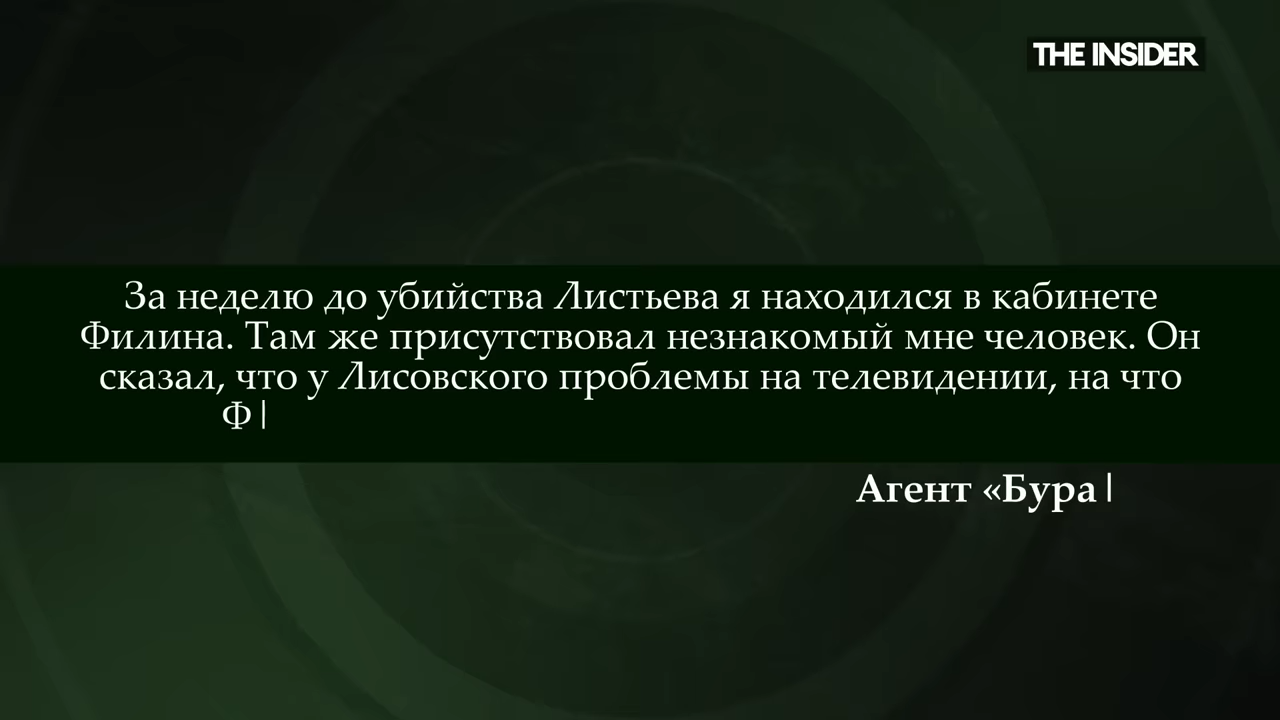 THE INSIDER
За неделю до убийства Листьева я находился в кабинете
Филина. Там же присутствовал незнакомый мне человек. Он
сказал, что у Лисовского проблемы на телевидении, на что
Ф|
Агент «Бура|